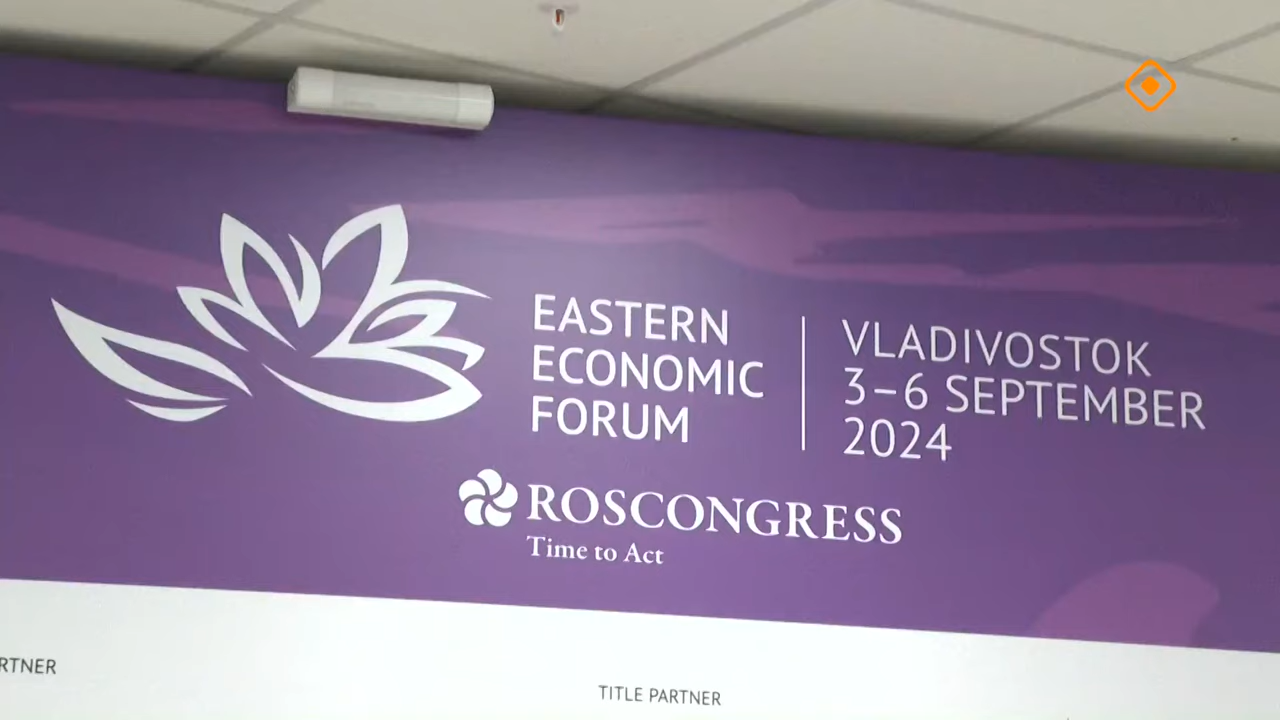 EASTERN
ECONOMIC
FORUM
VLADIVOSTOK
3–6 SEPTEMBER
2024
ROSCONGRESS
Time to Act
RTNER
TITLE PARTNER